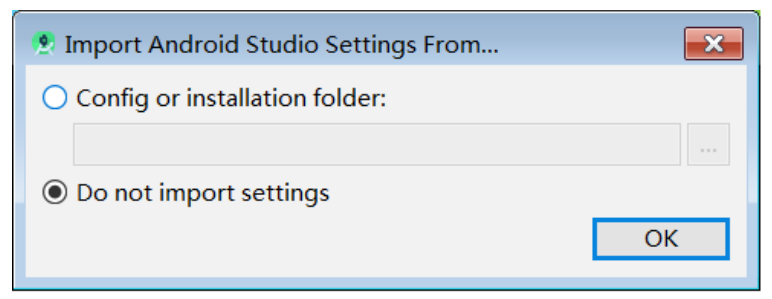 Import Android Studio Settings From...
Config or installation folder:
...
Do not import settings
OK